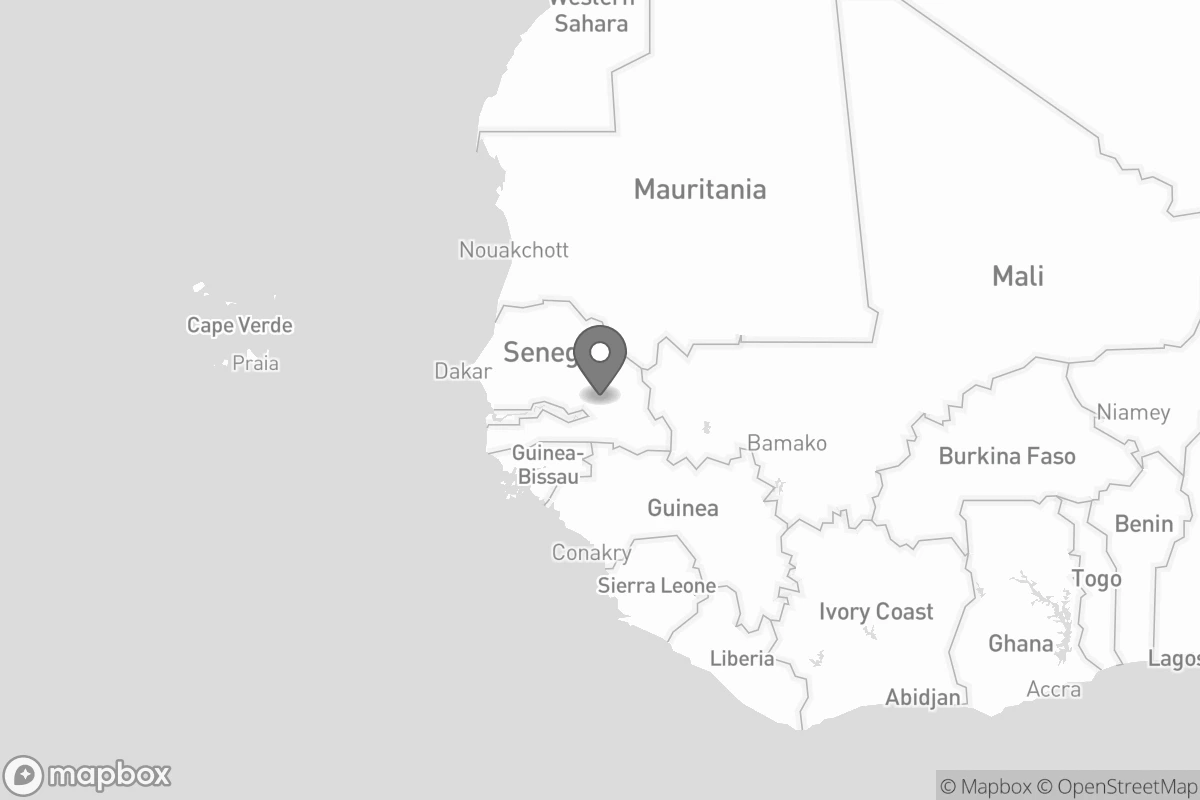 Western
Sahara
Mauritania
Nouakchott
Mali
Cape Verde
Praia
Seneg
Dakar
Niamey
Bamako
Burkina Faso
Guinea-
Bissau
Guinea
Benin
Conakry
Sierra Leone
Togo
Ivory Coast
Ghana
Liberia
Lagos
Abidjan
Accra
mapbox
© Mapbox © OpenStreetMap